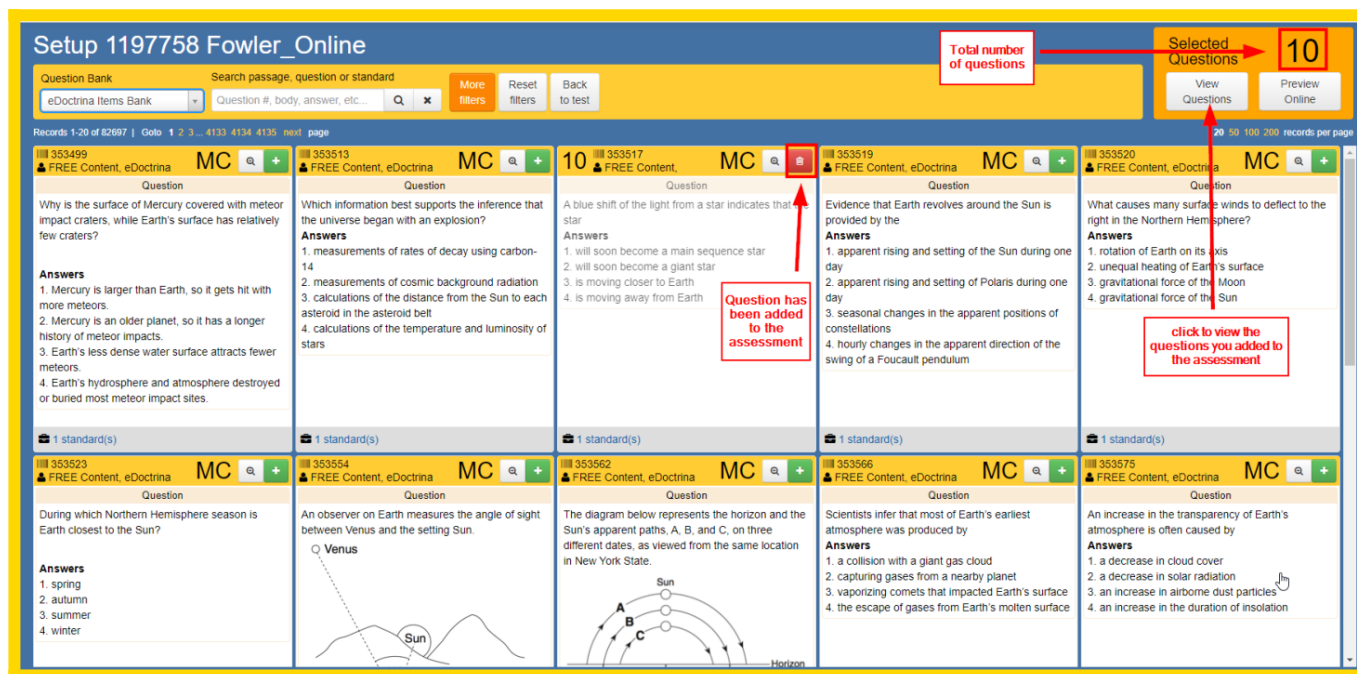 Setup 1197758 Fowler_Online
Total number
of questions
Selected
Questions
10
Question Bank
Search passage, question or standard
eDoctrina Items Bank
Question #, body, answer, etc...
More
filters
Reset
filters
Back
to test
View
Questions
Preview
Online
Records 1-20 of 82697 | Goto 1 2 3 ... 4133 4134 4135 next page
20 50 100 200 records per page
353499
FREE Content, eDoctrina
MC
Question
Why is the surface of Mercury covered with meteor
impact craters, while Earth's surface has relatively
few craters?
Answers
1. Mercury is larger than Earth, so it gets hit with
more meteors.
2. Mercury is an older planet, so it has a longer
history of meteor impacts.
3. Earth's less dense water surface attracts fewer
meteors.
4. Earth's hydrosphere and atmosphere destroyed
or buried most meteor impact sites.
1 standard(s)
353513
FREE Content, eDoctrina
MC
Question
Which information best supports the inference that
the universe began with an explosion?
Answers
1. measurements of rates of decay using carbon-
14
2. measurements of cosmic background radiation
3. calculations of the distance from the Sun to each
asteroid in the asteroid belt
4. calculations of the temperature and luminosity of
stars
1 standard(s)
10
353517
FREE Content,
MC
Question
A blue shift of the light from a star indicates that the
star
Answers
1. will soon become a main sequence star
2. will soon become a giant star
3. is moving closer to Earth
4. is moving away from Earth
Question has
been added
to the
assessment
1 standard(s)
353519
FREE Content, eDoctrina
MC
Question
Evidence that Earth revolves around the Sun is
provided by the
Answers
1. apparent rising and setting of the Sun during one
day
2. apparent rising and setting of Polaris during one
day
3. seasonal changes in the apparent positions of
constellations
4. hourly changes in the apparent direction of the
swing of a Foucault pendulum
1 standard(s)
353520
FREE Content, eDoctrina
MC
Question
What causes many surface winds to deflect to the
right in the Northern Hemisphere?
Answers
1. rotation of Earth on its axis
2. unequal heating of Earth's surface
3. gravitational force of the Moon
4. gravitational force of the Sun
click to view the
questions you added to
the assessment
1 standard(s)
353523
FREE Content, eDoctrina
MC
Question
During which Northern Hemisphere season is
Earth closest to the Sun?
Answers
1. spring
2. autumn
3. summer
4. winter
353554
FREE Content, eDoctrina
MC
Question
An observer on Earth measures the angle of sight
between Venus and the setting Sun.
Venus
Sun
353562
FREE Content, eDoctrina
MC
Question
The diagram below represents the horizon and the
Sun's apparent paths, A, B, and C, on three
different dates, as viewed from the same location
in New York State.
Sun
A
B
C
Horizon
353566
FREE Content, eDoctrina
MC
Question
Scientists infer that most of Earth's earliest
atmosphere was produced by
Answers
1. a collision with a giant gas cloud
2. capturing gases from a nearby planet
3. vaporizing comets that impacted Earth's surface
4. the escape of gases from Earth's molten surface
353575
FREE Content, eDoctrina
MC
Question
An increase in the transparency of Earth's
atmosphere is often caused by
Answers
1. a decrease in cloud cover
2. a decrease in solar radiation
3. an increase in airborne dust particles
4. an increase in the duration of insolation